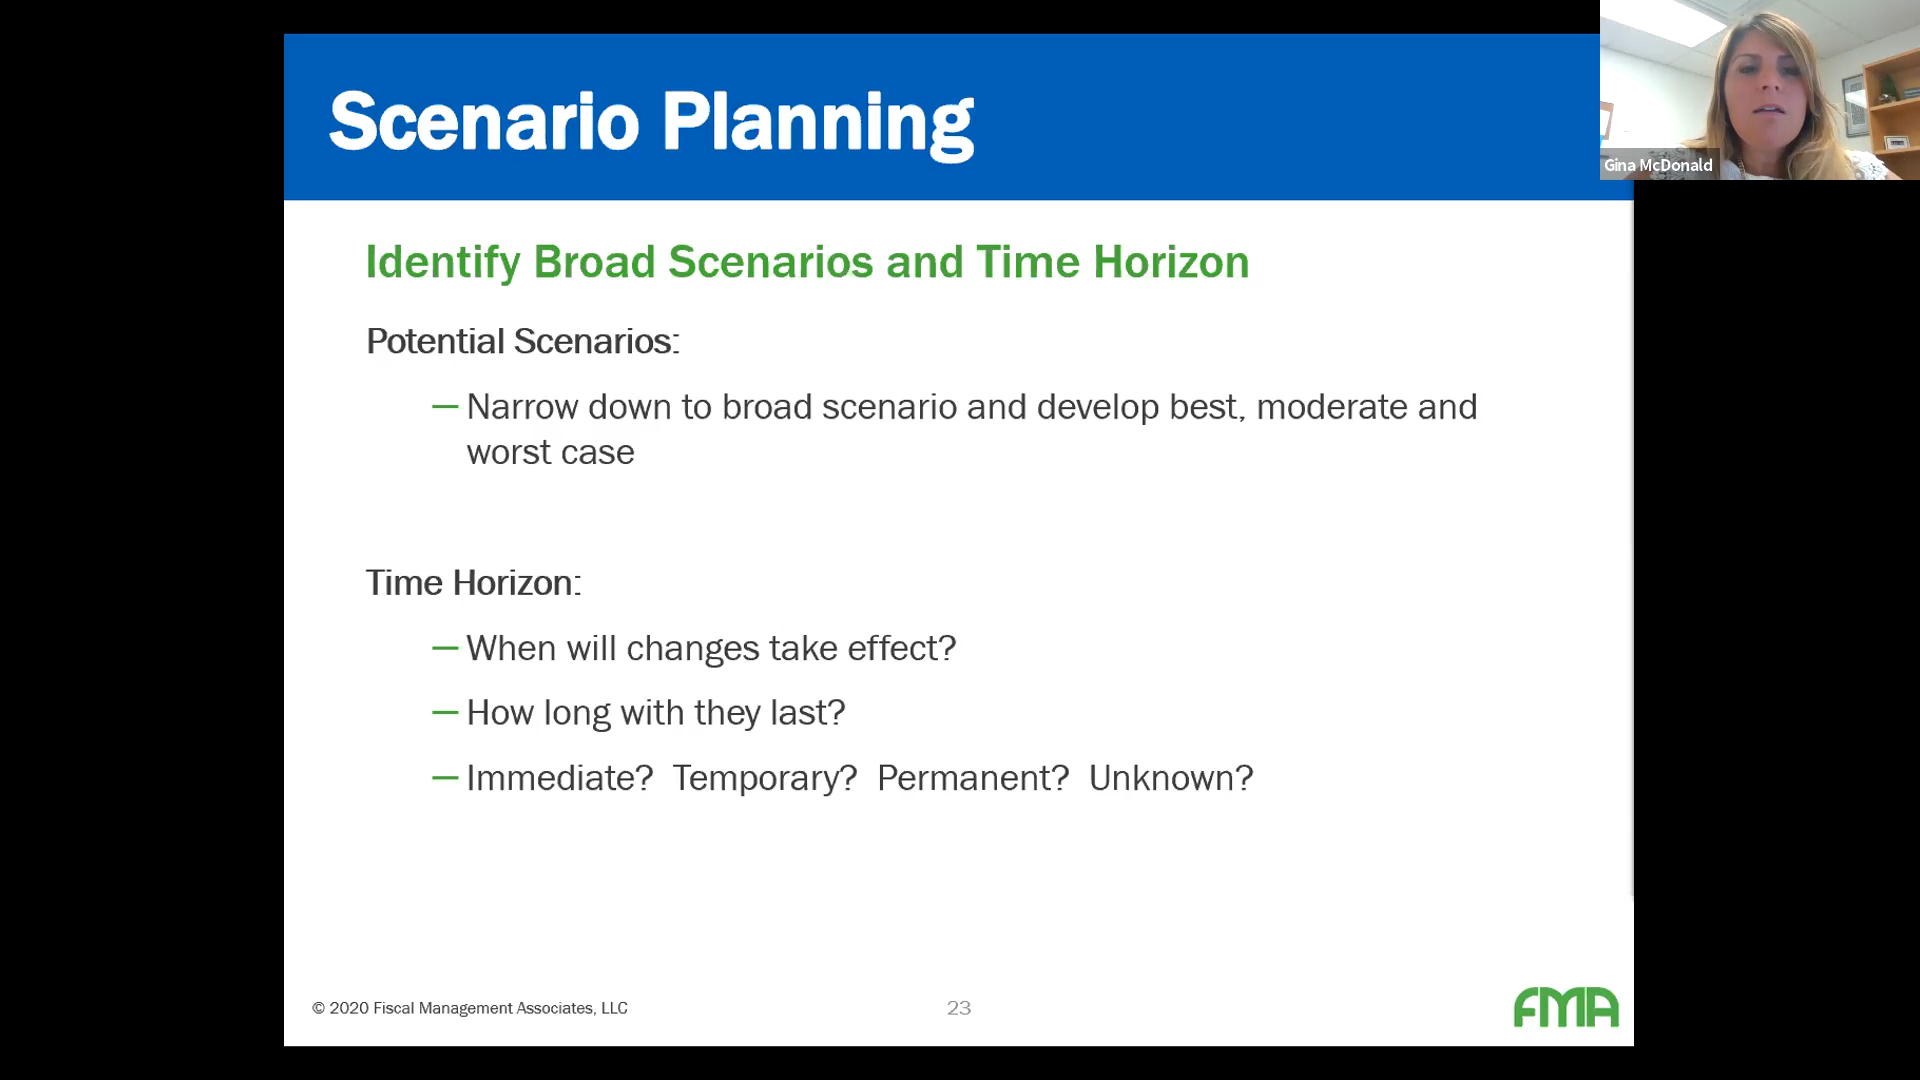 Scenario Planning
Gina McDonald
Identify Broad Scenarios and Time Horizon
Potential Scenarios:
— Narrow down to broad scenario and develop best, moderate and
worst case
Time Horizon:
— When will changes take effect?
— How long with they last?
— Immediate? Temporary? Permanent? Unknown?
© 2020 Fiscal Management Associates, LLC
23
FMA